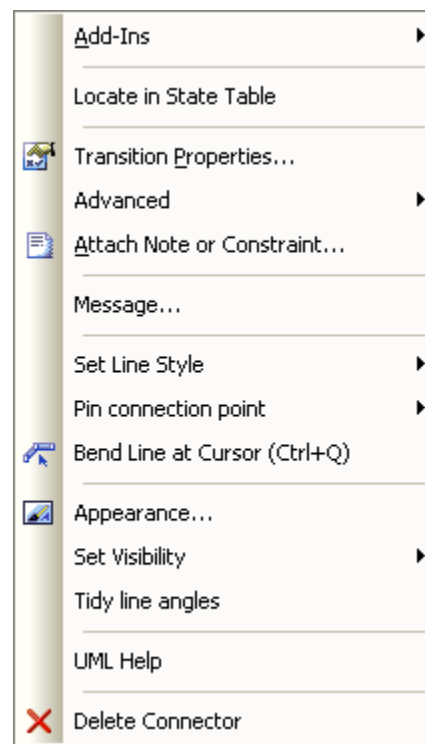 Add-Ins
Locate in State Table
Transition Properties...
Advanced
Attach Note or Constraint...
Message...
Set Line Style
Pin connection point
Bend Line at Cursor (Ctrl+Q)
Appearance...
Set Visibility
Tidy line angles
UML Help
Delete Connector